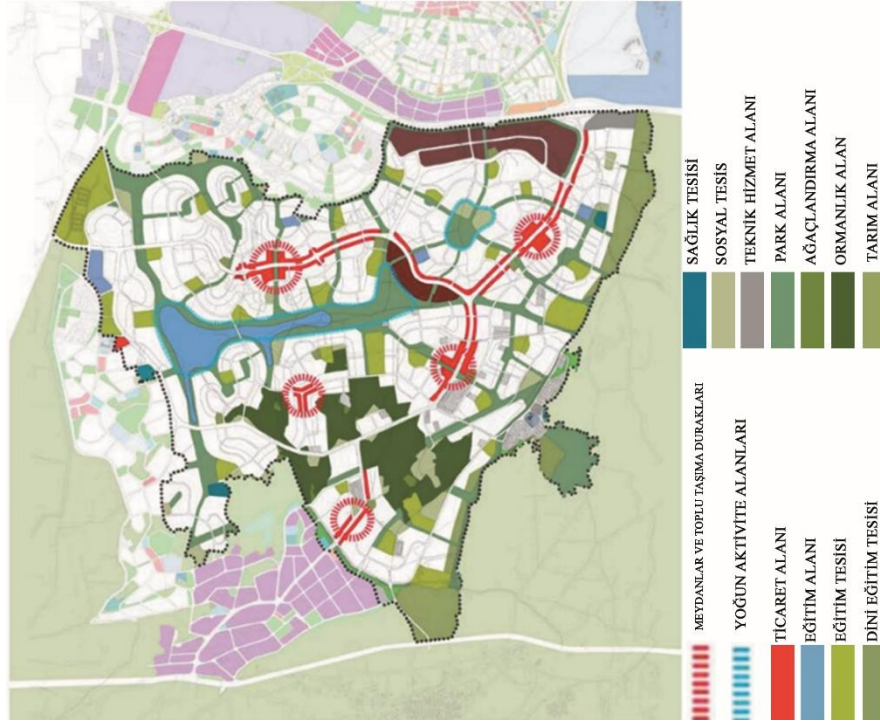 SAĞLIK TESİSİ
SOSYAL TESİS
TEKNİK HİZMET ALANI
PARK ALANI
AĞAÇLANDIRMA ALANI
ORMANLIK ALAN
TARIM ALANI
MEYDANLAR VE TOPLU TAŞIMA DURAKLARI
YOĞUN AKTİVİTE ALANLARI
TİCARET ALANI
EĞİTİM ALANI
EĞİTİM TESİSİ
DİNİ EĞİTİM TESİSİ